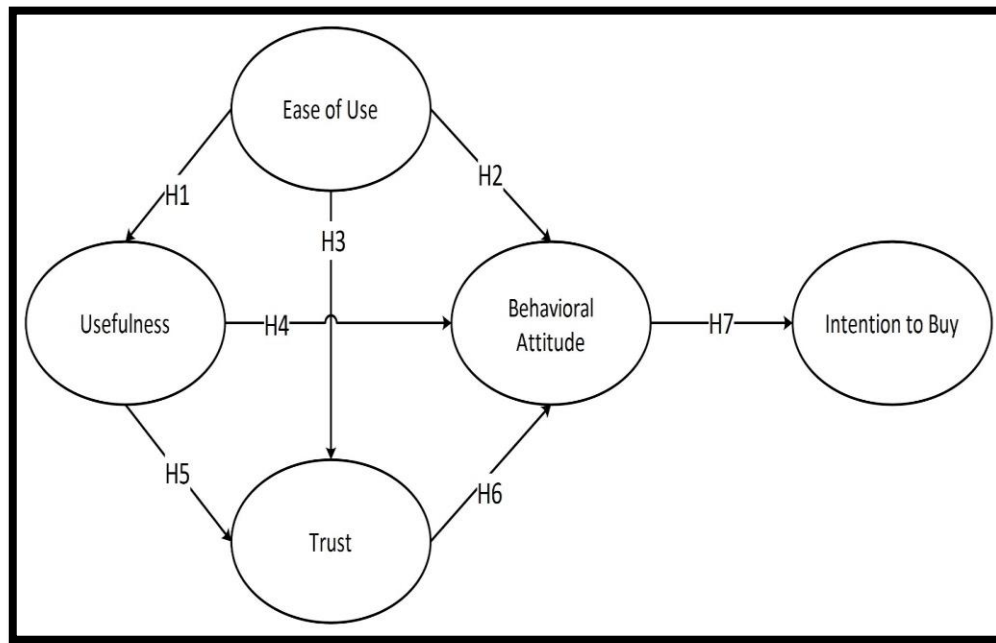 Ease of Use
H1
H2
H3
Usefulness
H4
Behavioral
Attitude
H7
Intention to Buy
H5
H6
Trust